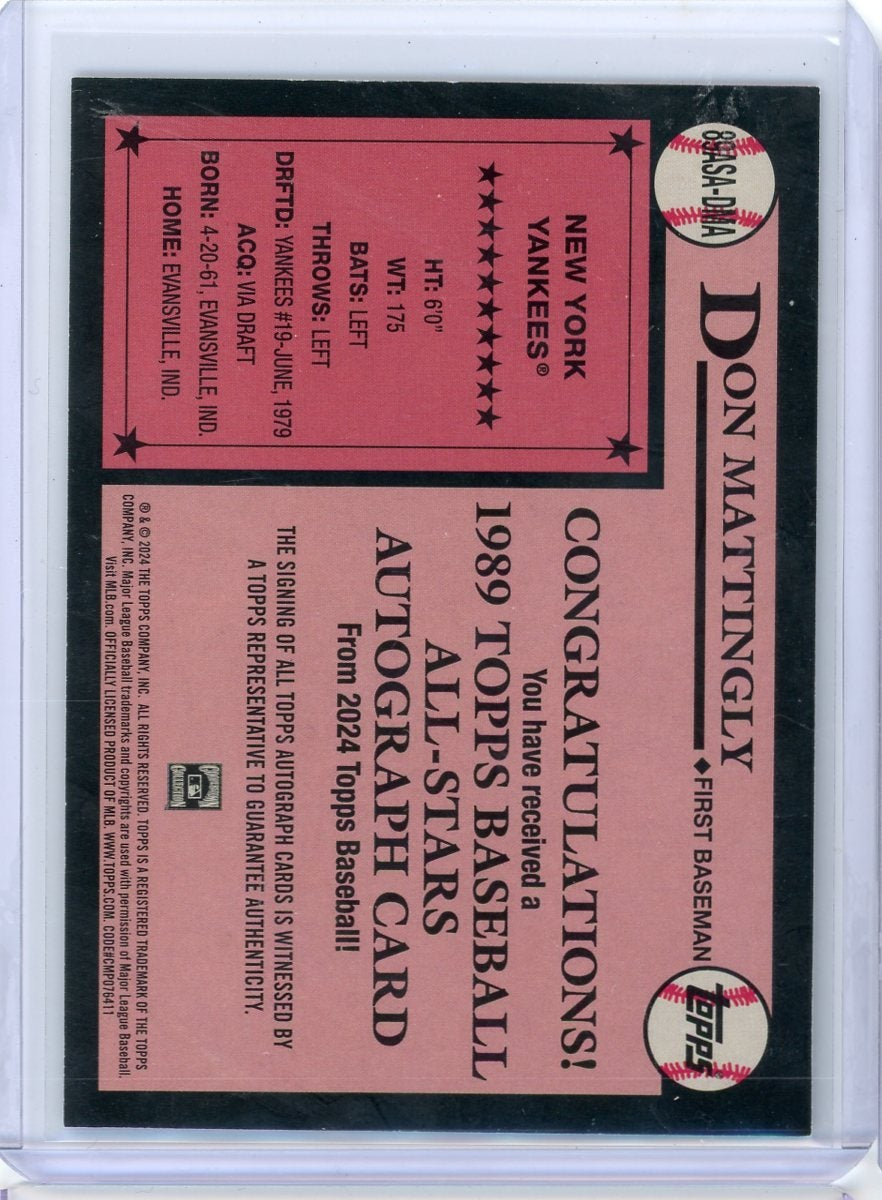 89ASA-DMA
DON MATTINGLY
◆FIRST BASEMAN
TOPPS®
NEW YORK
YANKEES®
★★★★★★★★★★
HT: 6'0"
WT: 175
BATS: LEFT
THROWS: LEFT
DRFTD: YANKEES #19-JUNE, 1979
ACQ: VIA DRAFT
BORN: 4-20-61, EVANSVILLE, IND.
HOME: EVANSVILLE, IND.
CONGRATULATIONS!
You have received a
1989 TOPPS BASEBALL
ALL-STARS
AUTOGRAPH CARD
From 2024 Topps Baseball!
THE SIGNING OF ALL TOPPS AUTOGRAPH CARDS IS WITNESSED BY
A TOPPS REPRESENTATIVE TO GUARANTEE AUTHENTICITY.
COOPERSTOWN
COLLECTION
® & © 2024 THE TOPPS COMPANY, INC. ALL RIGHTS RESERVED. TOPPS IS A REGISTERED TRADEMARK OF THE TOPPS
COMPANY, INC. Major League Baseball trademarks and copyrights are used with permission of Major League Baseball.
Visit MLB.com. OFFICIALLY LICENSED PRODUCT OF MLB. WWW.TOPPS.COM. CODE#CMP076411